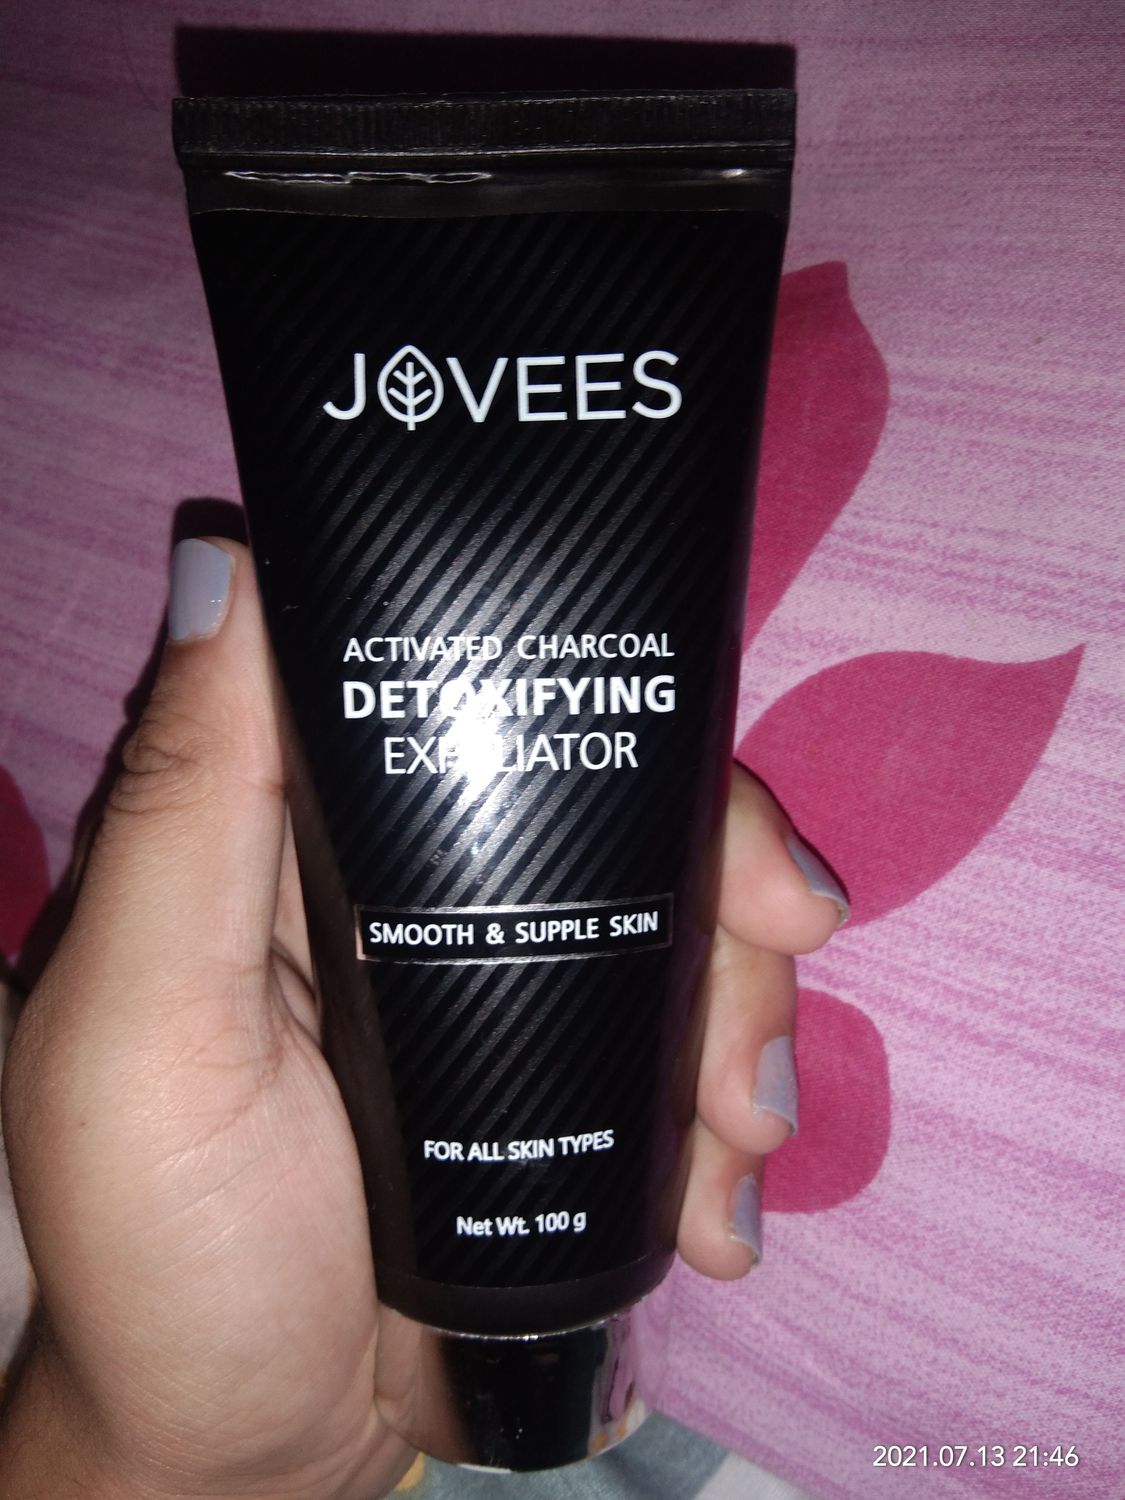 JOVEES
ACTIVATED CHARCOAL
DETOXIFYING
EXFOLIATOR
SMOOTH & SUPPLE SKIN
FOR ALL SKIN TYPES
Net Wt. 100 g
2021.07.13 21:46